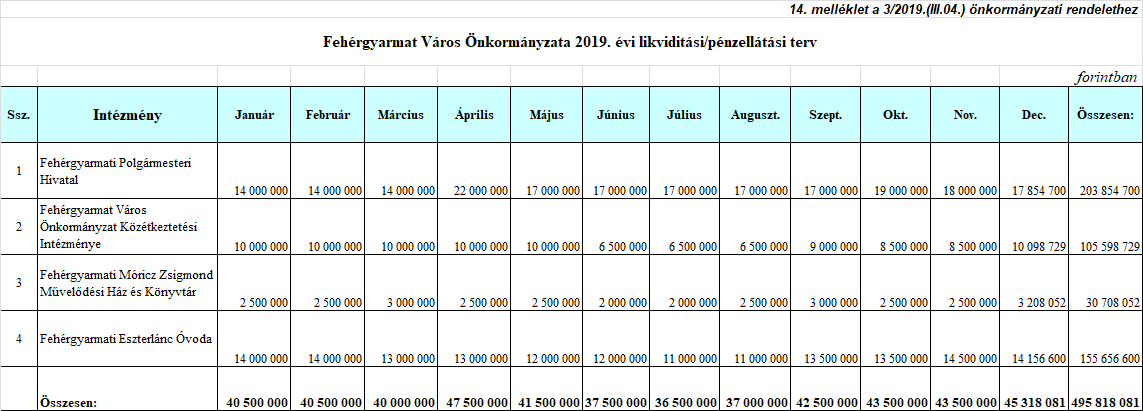 14. melléklet a 3/2019.(III.04.) önkormányzati rendelethez
Fehérgyarmat Város Önkormányzata 2019. évi likviditási/pénzellátási terv
forintban
Ssz. Intézmény Január Február Március Április Május Június Július Auguszt. Szept. Okt. Nov. Dec. Összesen:
1 Fehérgyarmati Polgármesteri
Hivatal 14 000 000 14 000 000 14 000 000 22 000 000 17 000 000 17 000 000 17 000 000 17 000 000 17 000 000 19 000 000 18 000 000 17 854 700 203 854 700
Fehérgyarmat Város
2 Önkormányzat Közétkeztetési
Intézménye 10 000 000 10 000 000 10 000 000 10 000 000 10 000 000 6 500 000 6 500 000 6 500 000 9 000 000 8 500 000 8 500 000 10 098 729 105 598 729
3 Fehérgyarmati Móricz Zsigmond
Művelődési Ház és Könyvtár 2 500 000 2 500 000 3 000 000 2 500 000 2 500 000 2 000 000 2 000 000 2 500 000 3 000 000 2 500 000 2 500 000 3 208 052 30 708 052
4 Fehérgyarmati Eszterlánc Óvoda
14 000 000 14 000 000 13 000 000 13 000 000 12 000 000 12 000 000 11 000 000 11 000 000 13 500 000 13 500 000 14 500 000 14 156 600 155 656 600
Összesen: 40 500 000 40 500 000 40 000 000 47 500 000 41 500 000 37 500 000 36 500 000 37 000 000 42 500 000 43 500 000 43 500 000 45 318 081 495 818 081